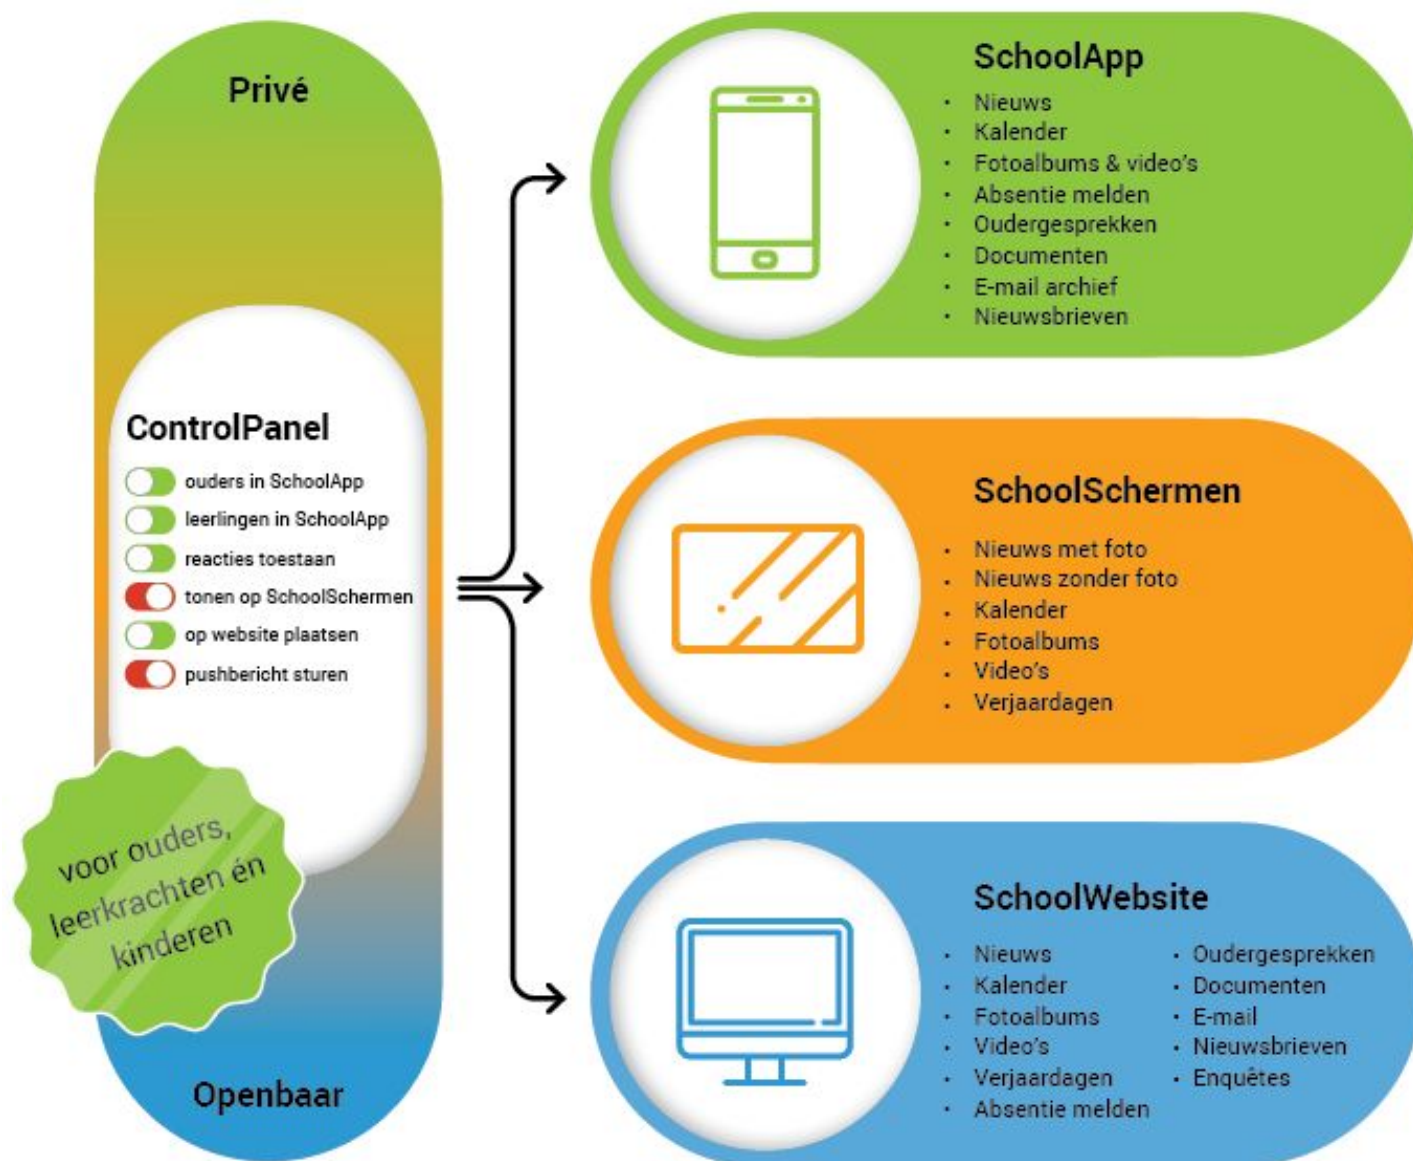 Privé
ControlPanel
ouders in SchoolApp
leerlingen in SchoolApp
reacties toestaan
tonen op SchoolSchermen
op website plaatsen
pushbericht sturen
voor ouders,
leerkrachten én
kinderen
Openbaar
SchoolApp
• Nieuws
• Kalender
• Fotoalbums & video's
• Absentie melden
• Oudergesprekken
• Documenten
• E-mail archief
• Nieuwsbrieven
SchoolSchermen
• Nieuws met foto
• Nieuws zonder foto
• Kalender
• Fotoalbums
• Video's
• Verjaardagen
SchoolWebsite
• Nieuws
• Kalender
• Fotoalbums
• Video's
• Verjaardagen
• Absentie melden
• Oudergesprekken
• Documenten
• E-mail
• Nieuwsbrieven
• Enquêtes